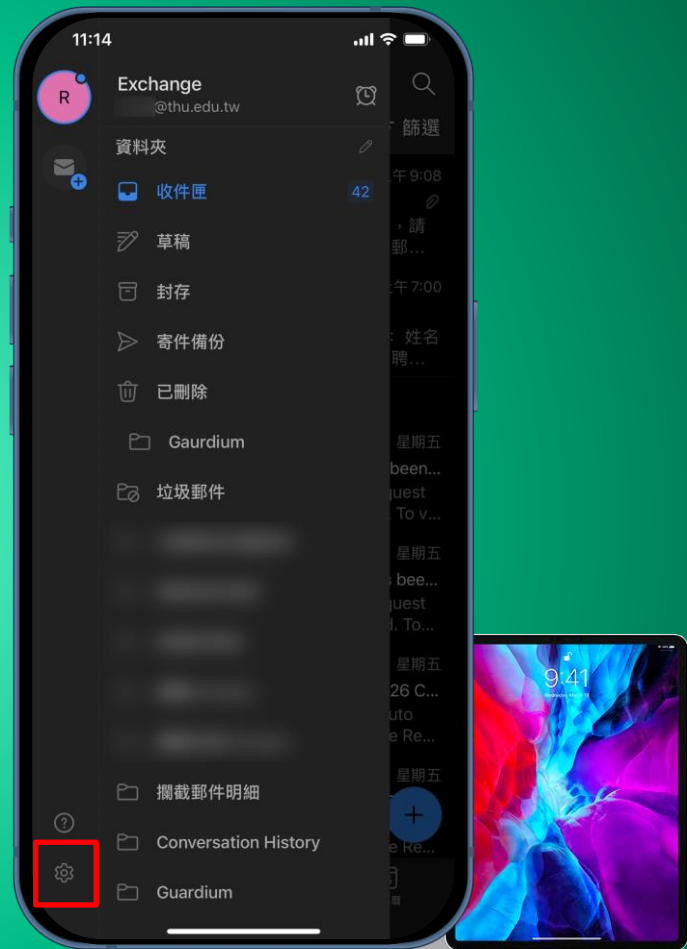 11:14
R
Exchange
@thu.edu.tw
篩選
資料夾
午 9:08
收件匣 42
,請
郵...
草稿
午 7:00
封存
姓名
寄件備份
聘...
已刪除
Gaurdium
星期五
been...
quest
垃圾郵件
To v...
星期五
bee...
quest
d. To...
星期五
26 C...
uto
e Re...
星期五
攔截郵件明細
Conversation History
e Re...
Guardium
9:41